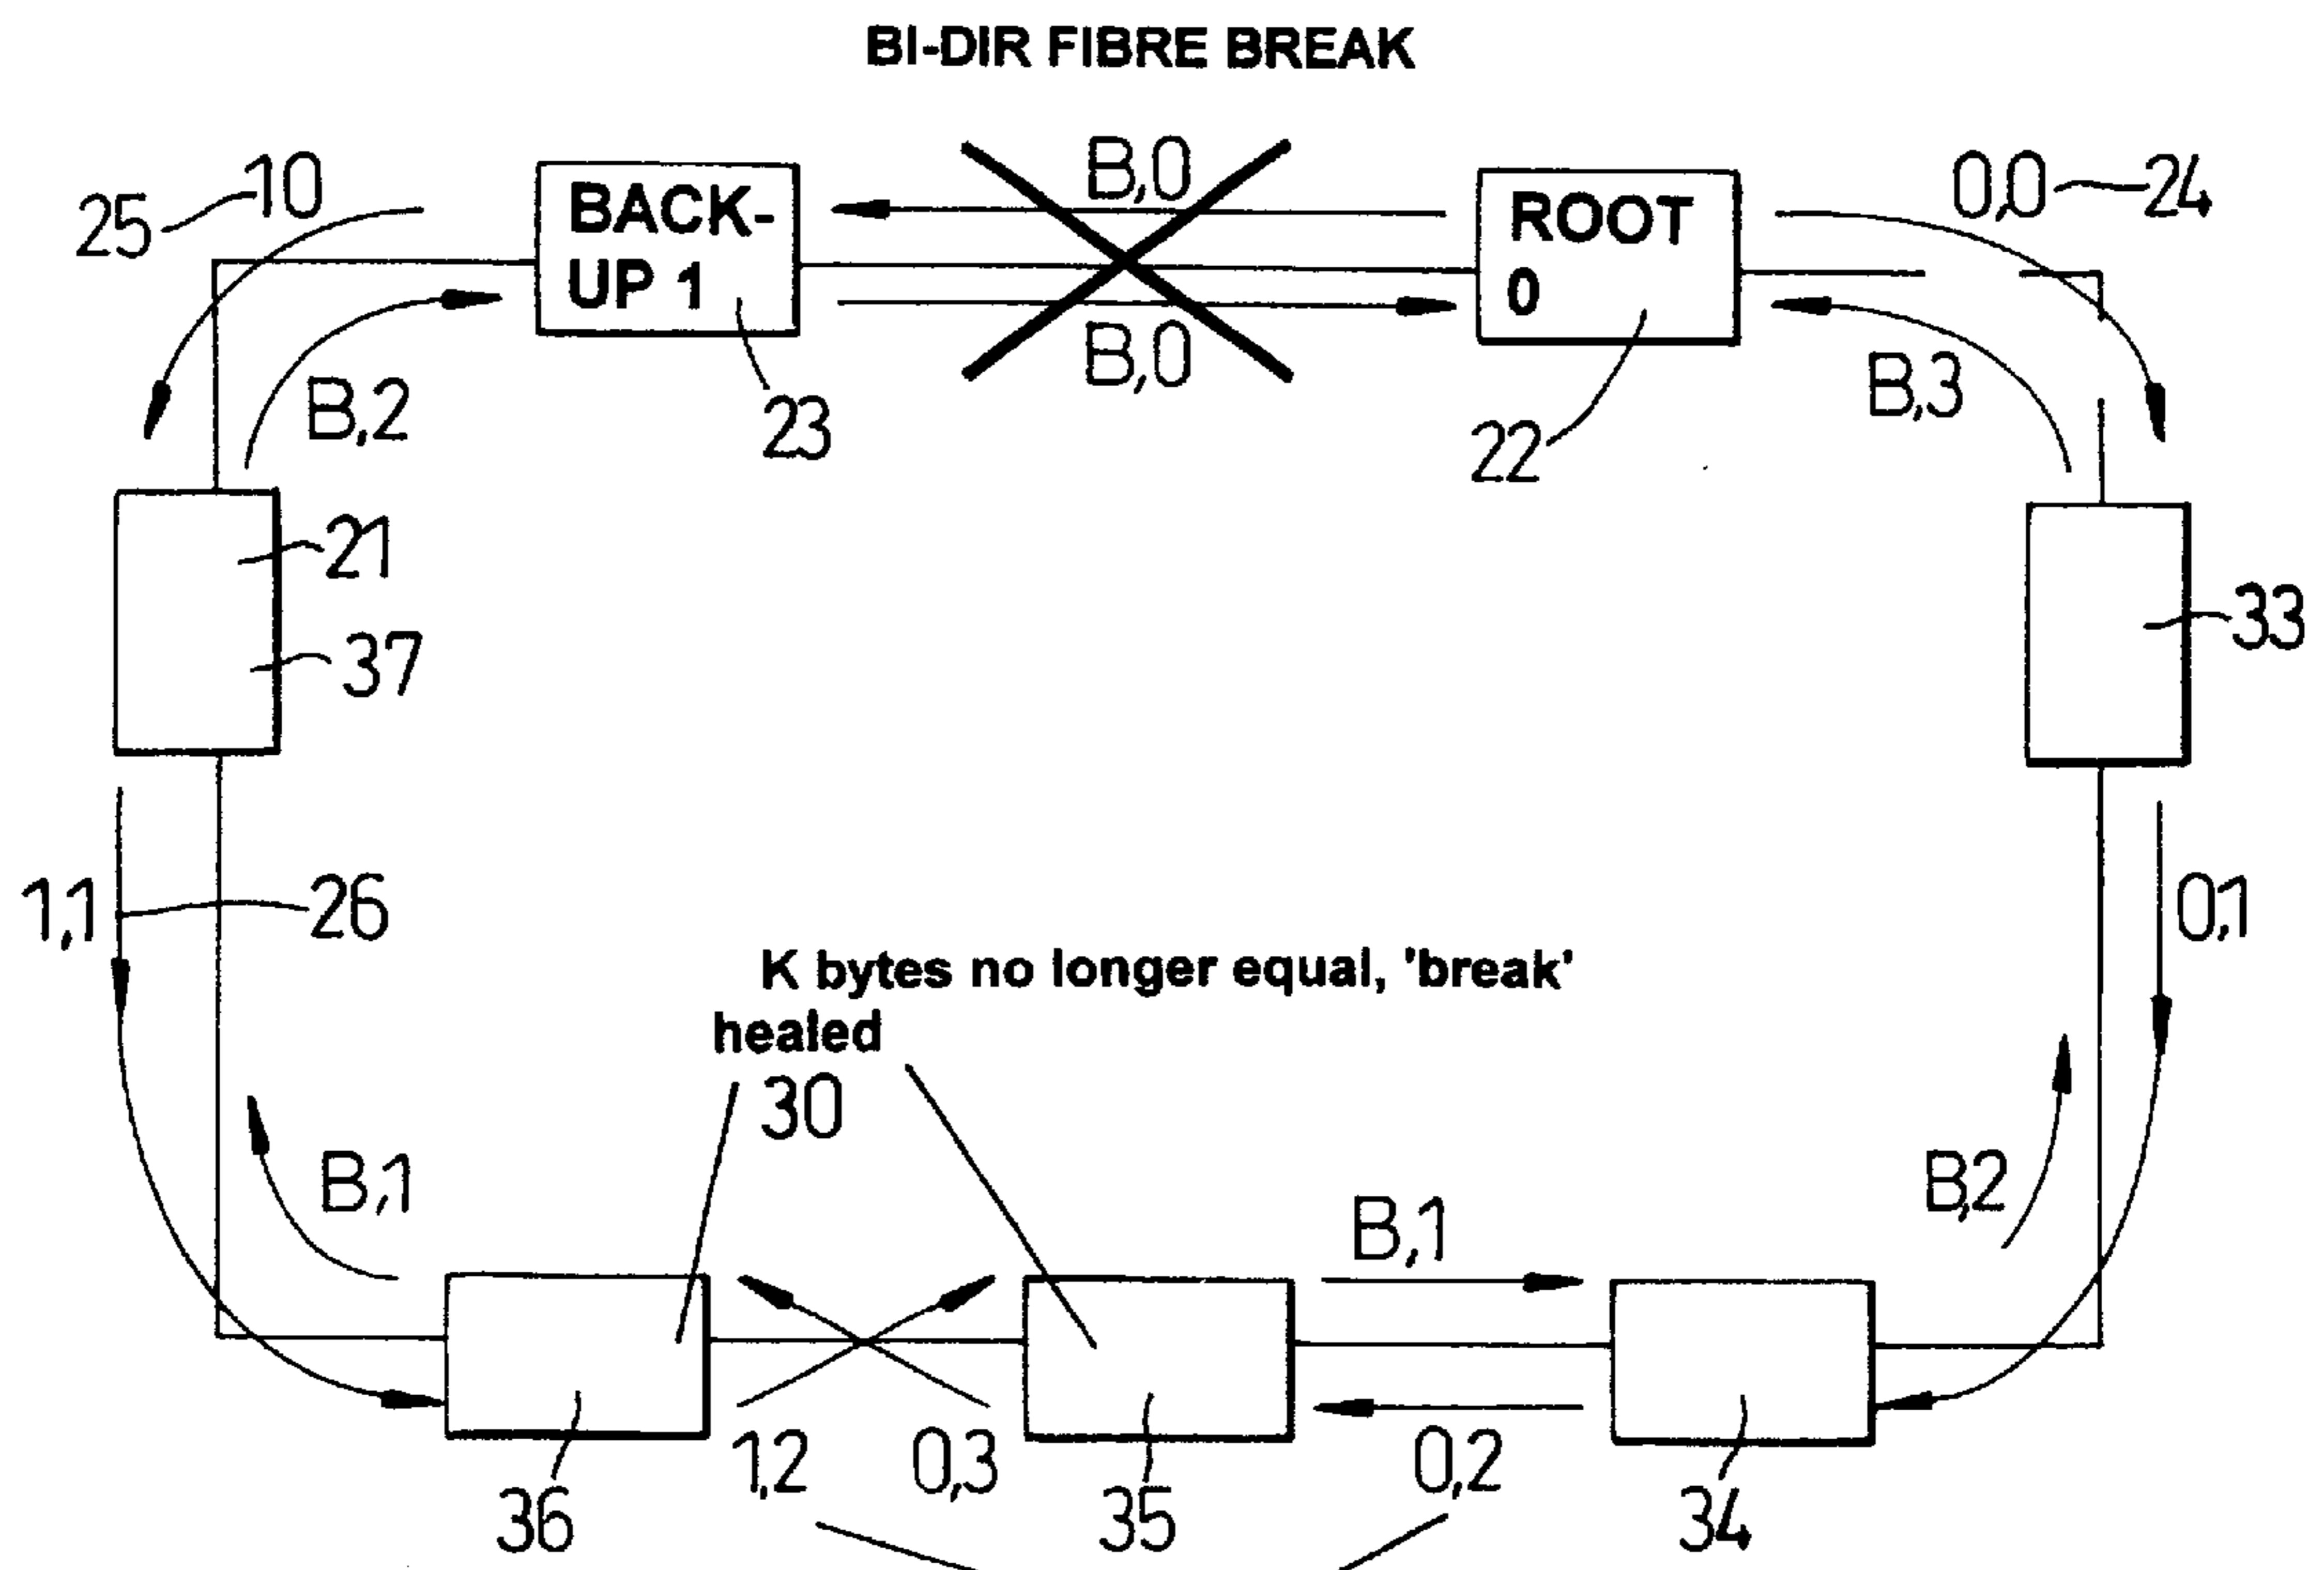 BI-DIR FIBRE BREAK
25
10
BACK-
UP 1
B,0
ROOT
0
0,0
24
B,0
B,2
23
22
B,3
21
37
33
1,1
26
0,1
K bytes no longer equal, 'break'
healed
30
B,1
B,1
B,2
1,2
0,3
0,2
36
35
34